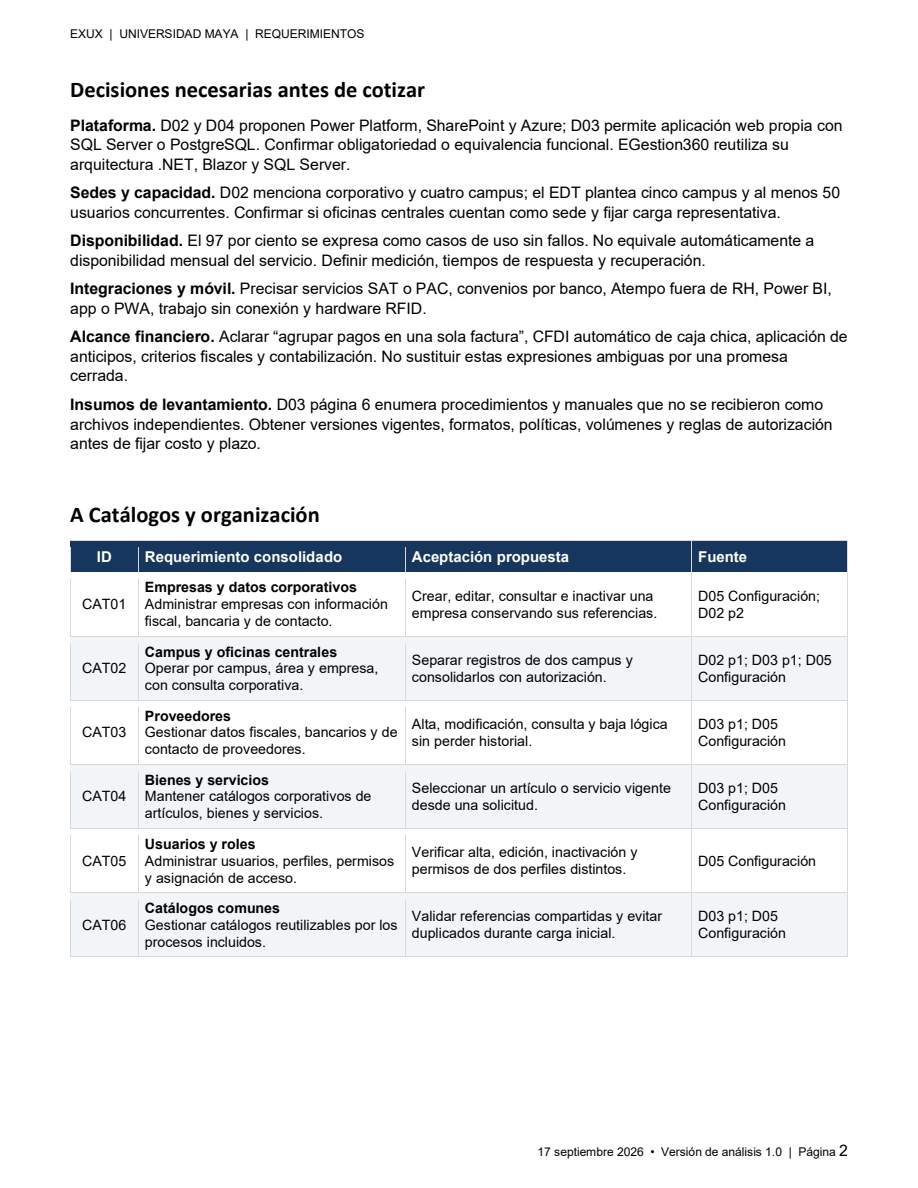 EXUX | UNIVERSIDAD MAYA | REQUERIMIENTOS
Decisiones necesarias antes de cotizar
Plataforma. D02 y D04 proponen Power Platform, SharePoint y Azure; D03 permite aplicación web propia con
SQL Server o PostgreSQL. Confirmar obligatoriedad o equivalencia funcional. EGestion360 reutiliza su
arquitectura .NET, Blazor y SQL Server.
Sedes y capacidad. D02 menciona corporativo y cuatro campus; el EDT plantea cinco campus y al menos 50
usuarios concurrentes. Confirmar si oficinas centrales cuentan como sede y fijar carga representativa.
Disponibilidad. El 97 por ciento se expresa como casos de uso sin fallos. No equivale automáticamente a
disponibilidad mensual del servicio. Definir medición, tiempos de respuesta y recuperación.
Integraciones y móvil. Precisar servicios SAT o PAC, convenios por banco, Atempo fuera de RH, Power BI,
app o PWA, trabajo sin conexión y hardware RFID.
Alcance financiero. Aclarar “agrupar pagos en una sola factura”, CFDI automático de caja chica, aplicación de
anticipos, criterios fiscales y contabilización. No sustituir estas expresiones ambiguas por una promesa
cerrada.
Insumos de levantamiento. D03 página 6 enumera procedimientos y manuales que no se recibieron como
archivos independientes. Obtener versiones vigentes, formatos, políticas, volúmenes y reglas de autorización
antes de fijar costo y plazo.
A Catálogos y organización
ID Requerimiento consolidado Aceptación propuesta Fuente
CAT01
Empresas y datos corporativos
Administrar empresas con información
fiscal, bancaria y de contacto.
Crear, editar, consultar e inactivar una
empresa conservando sus referencias.
D05 Configuración;
D02 p2
CAT02
Campus y oficinas centrales
Operar por campus, área y empresa,
con consulta corporativa.
Separar registros de dos campus y
consolidarlos con autorización.
D02 p1; D03 p1; D05
Configuración
CAT03
Proveedores
Gestionar datos fiscales, bancarios y de
contacto de proveedores.
Alta, modificación, consulta y baja lógica
sin perder historial.
D03 p1; D05
Configuración
CAT04
Bienes y servicios
Mantener catálogos corporativos de
artículos, bienes y servicios.
Seleccionar un artículo o servicio vigente
desde una solicitud.
D03 p1; D05
Configuración
CAT05
Usuarios y roles
Administrar usuarios, perfiles, permisos
y asignación de acceso.
Verificar alta, edición, inactivación y
permisos de dos perfiles distintos.
D05 Configuración
CAT06
Catálogos comunes
Gestionar catálogos reutilizables por los
procesos incluidos.
Validar referencias compartidas y evitar
duplicados durante carga inicial.
D03 p1; D05
Configuración
17 septiembre 2026 • Versión de análisis 1.0 | Página 2